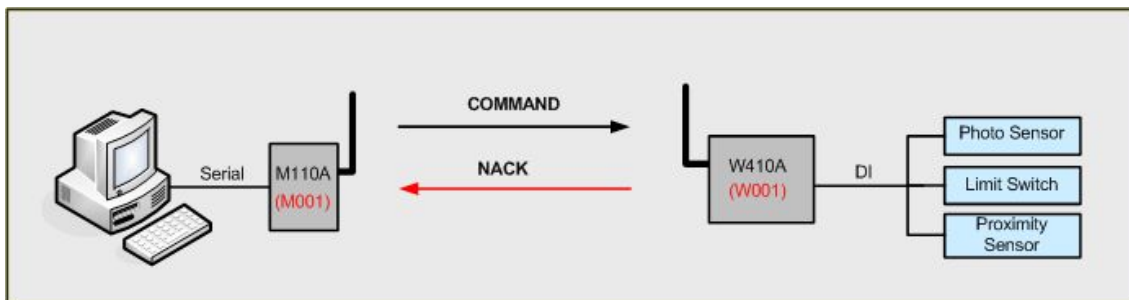 COMMAND
Photo Sensor
Serial
M110A
(M001)
NACK
W410A
(W001)
DI
Limit Switch
Proximity
Sensor